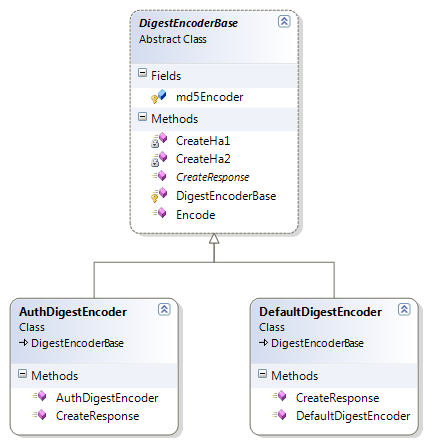 DigestEncoderBase
Abstract Class
Fields
md5Encoder
Methods
CreateHa1
CreateHa2
CreateResponse
DigestEncoderBase
Encode
AuthDigestEncoder
Class
DigestEncoderBase
Methods
AuthDigestEncoder
CreateResponse
DefaultDigestEncoder
Class
DigestEncoderBase
Methods
CreateResponse
DefaultDigestEncoder